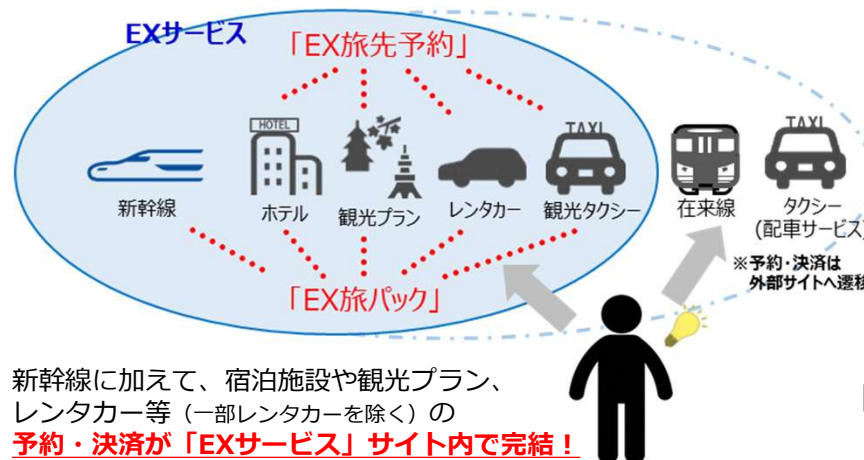 EXサービス
「EX旅先予約」
HOTEL
TAXI
TAXI
新幹線
ホテル
観光プラン
レンタカー
観光タクシー
在来線
タクシー
(配車サービス)
※予約・決済は
外部サイトへ遷移
「EX旅パック」
新幹線に加えて、宿泊施設や観光プラン、
レンタカー等（一部レンタカーを除く）の
予約・決済が「EXサービス」サイト内で完結！